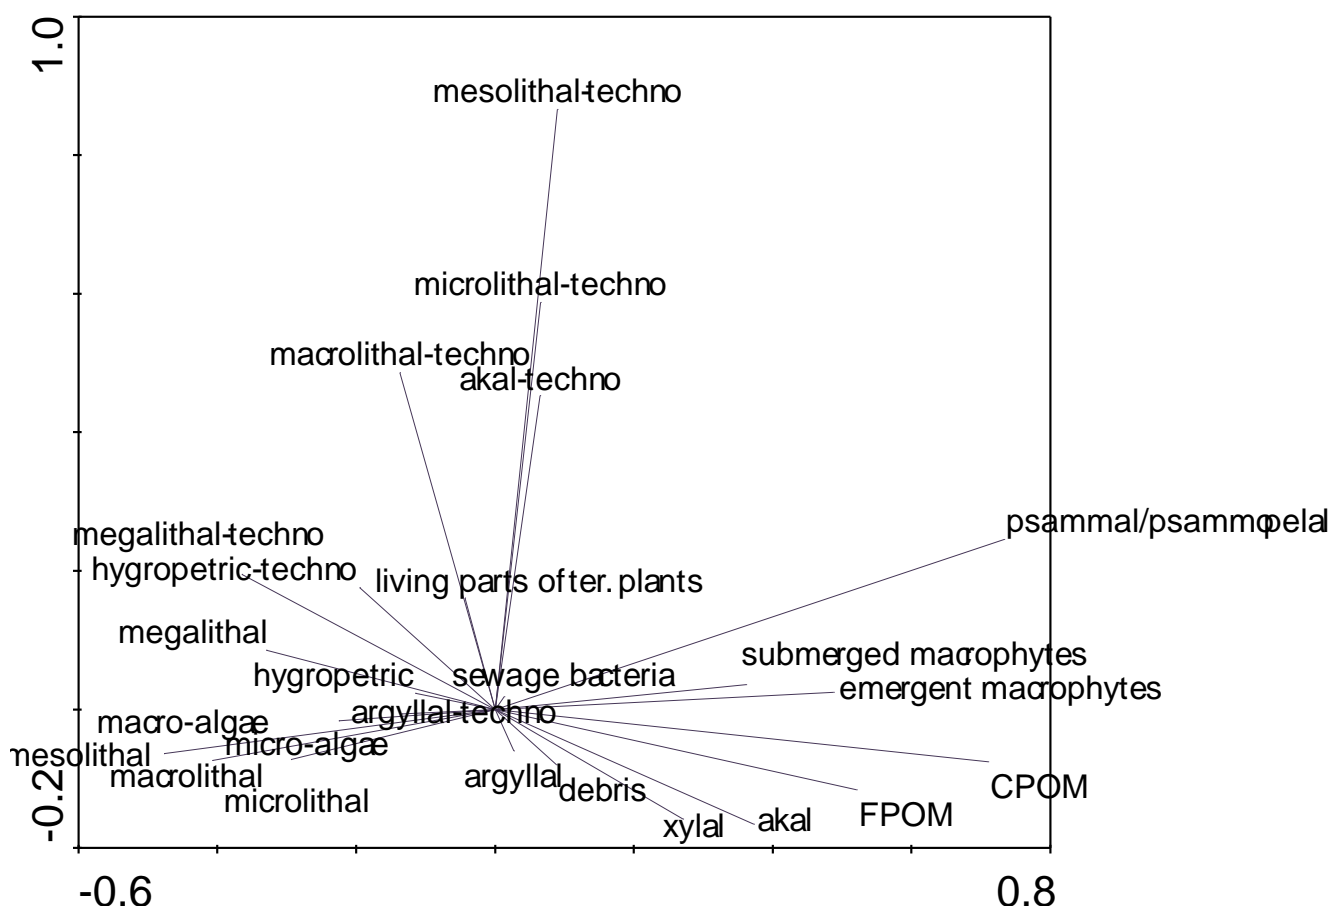 1.0
mesolithal-techno
microlithal-techno
macrolithal-techno
akal-techno
psammal/psammopelal
megalithal-techno
hygropetric-techno
living parts of ter. plants
megalithal
submerged macrophytes
hygropetric
sewage bacteria
emergent macrophytes
argyllal-techno
macro-algae
micro-algae
mesolithal
macrolithal
argyllal
debris
CPOM
microlithal
FPOM
xylal
akal
-0.2
-0.6
0.8